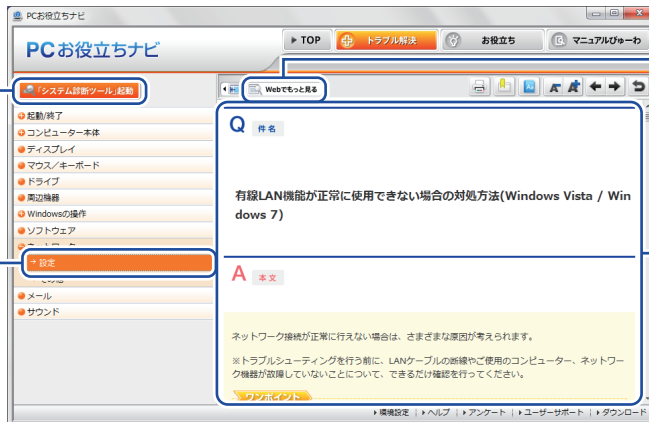 PCお役立ちナビ
PCお役立ちナビ
TOP
トラブル解決
お役立ち
マニュアルびゅーわ
「システム診断ツール」起動
Webでもっと見る
起動/終了
コンピューター本体
ディスプレイ
マウス/キーボード
ドライブ
周辺機器
Windowsの操作
ソフトウェア
設定
メール
サウンド
Q 件名
有線LAN機能が正常に使用できない場合の対処方法(Windows Vista / Win
dows 7)
A 本文
ネットワーク接続が正常に行えない場合は、さまざまな原因が考えられます。
※トラブルシューティングを行う前に、LANケーブルの断線やご使用のコンピューター、ネットワー
ク機器が故障していないことについて、できるだけ確認を行ってください。
ワンポイント
環境設定 | ヘルプ | アンケート | ユーザーサポート | ダウンロード